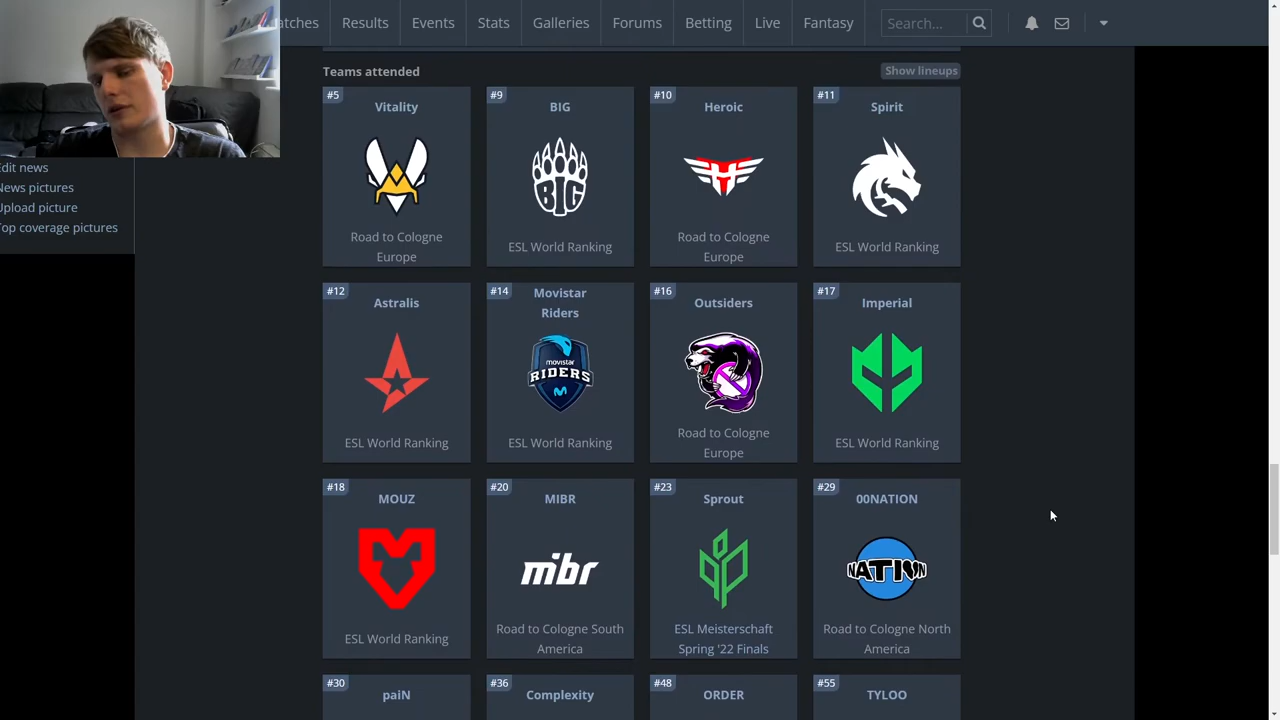 atches Results Events Stats Galleries Forums Betting Live Fantasy Search...
Teams attended Show lineups
Edit news
News pictures
Upload picture
Top coverage pictures
#5 Vitality
Road to Cologne
Europe
#9 BIG
BIG
ESL World Ranking
#10 Heroic
Road to Cologne
Europe
#11 Spirit
ESL World Ranking
#12 Astralis
ESL World Ranking
#14 Movistar
Riders
movistar
RIDERS
ESL World Ranking
#16 Outsiders
Road to Cologne
Europe
#17 Imperial
ESL World Ranking
#18 MOUZ
ESL World Ranking
#20 MIBR
mibr
Road to Cologne South
America
#23 Sprout
ESL Meisterschaft
Spring '22 Finals
#29 00NATION
NATION
Road to Cologne North
America
#30 paiN
#36 Complexity
#48 ORDER
#55 TYLOO